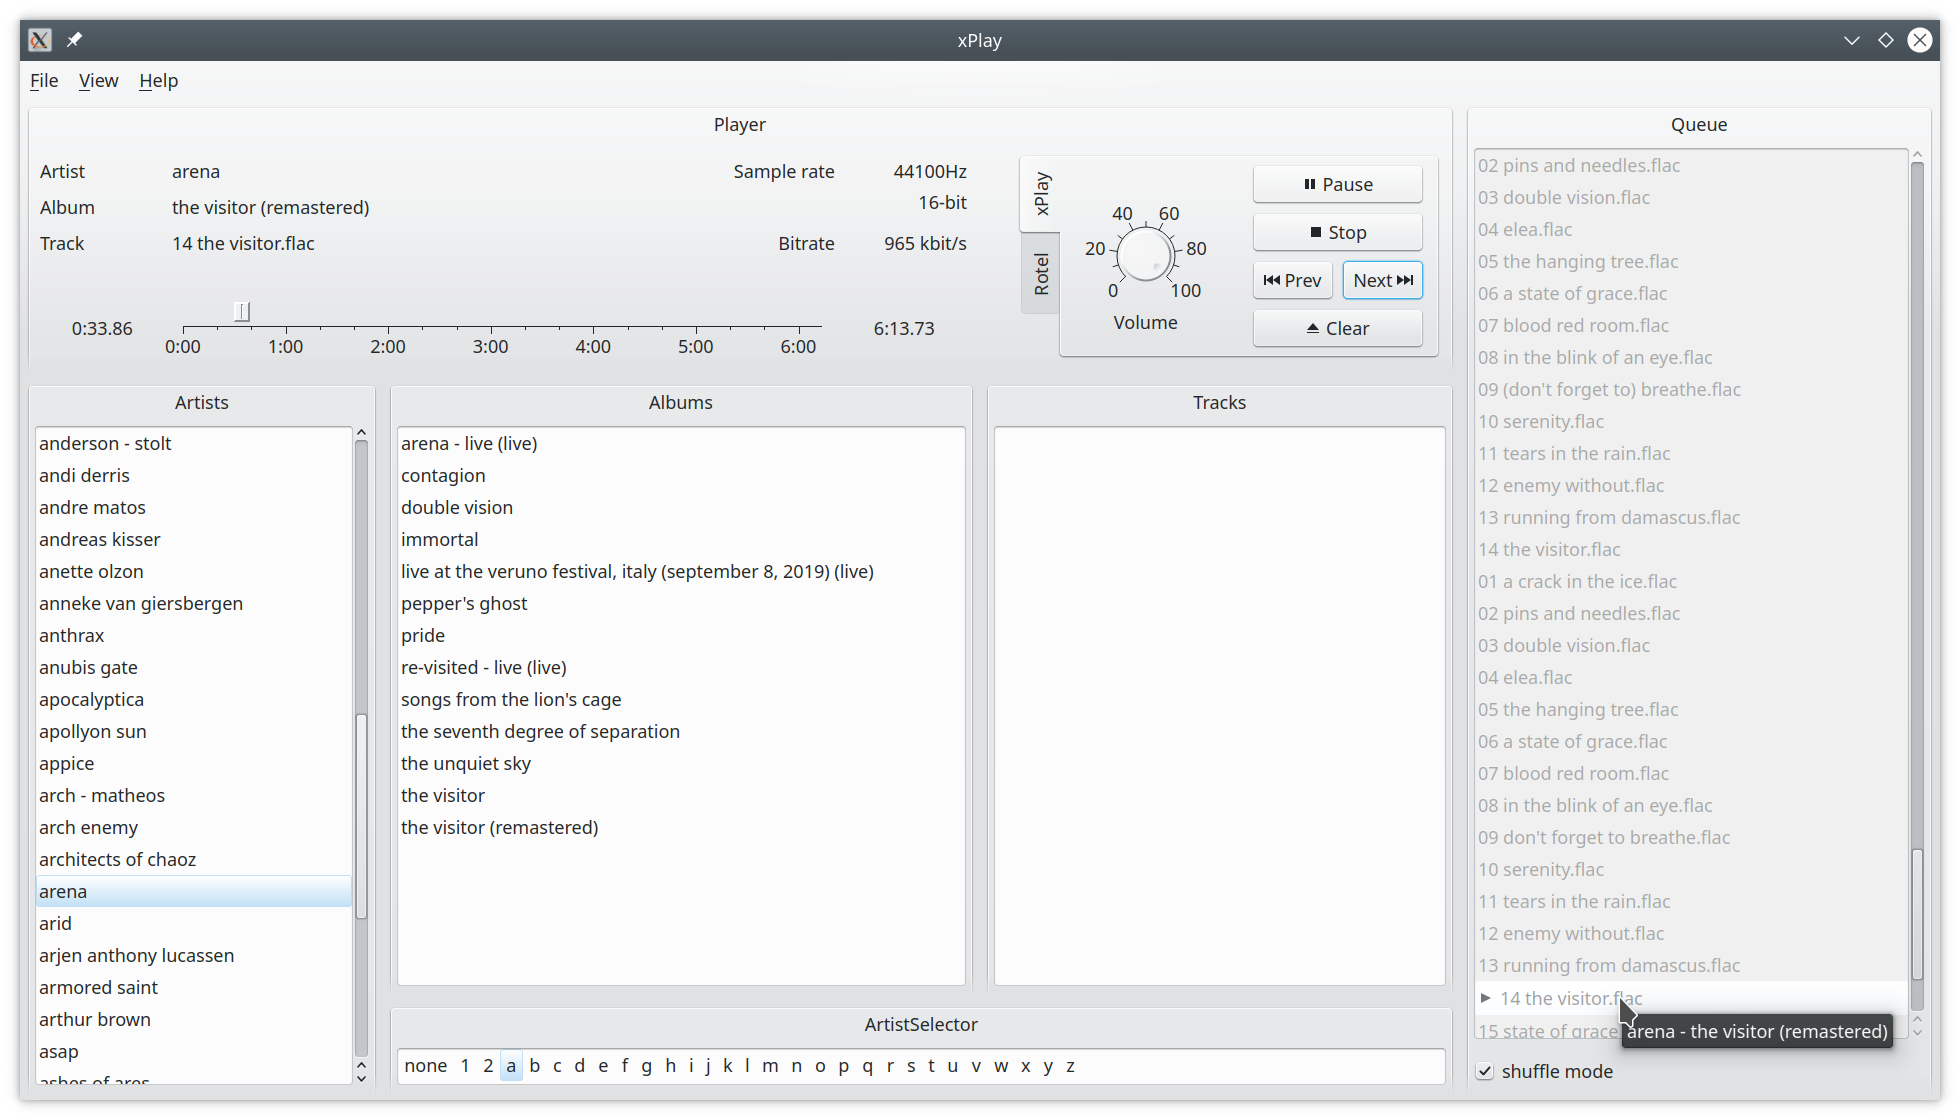 xPlay
File View Help
Player
Artist arena
Album the visitor (remastered)
Track 14 the visitor.flac
Sample rate 44100Hz
16-bit
Bitrate 965 kbit/s
0:33.86
0:00 1:00 2:00 3:00 4:00 5:00 6:00
6:13.73
xPlay
Rotel
0 20 40 60 80 100
Volume
Pause
Stop
Prev
Next
Clear
Artists
anderson - stolt
andi derris
andre matos
andreas kisser
anette olzon
anneke van giersbergen
anthrax
anubis gate
apocalyptica
apollyon sun
appice
arch - matheos
arch enemy
architects of chaoz
arena
arid
arjen anthony lucassen
armored saint
arthur brown
asap
ashes of ares
Albums
arena - live (live)
contagion
double vision
immortal
live at the veruno festival, italy (september 8, 2019) (live)
pepper's ghost
pride
re-visited - live (live)
songs from the lion's cage
the seventh degree of separation
the unquiet sky
the visitor
the visitor (remastered)
Tracks
ArtistSelector
none 1 2 a b c d e f g h i j k l m n o p q r s t u v w x y z
Queue
02 pins and needles.flac
03 double vision.flac
04 elea.flac
05 the hanging tree.flac
06 a state of grace.flac
07 blood red room.flac
08 in the blink of an eye.flac
09 (don't forget to) breathe.flac
10 serenity.flac
11 tears in the rain.flac
12 enemy without.flac
13 running from damascus.flac
14 the visitor.flac
01 a crack in the ice.flac
02 pins and needles.flac
03 double vision.flac
04 elea.flac
05 the hanging tree.flac
06 a state of grace.flac
07 blood red room.flac
08 in the blink of an eye.flac
09 don't forget to breathe.flac
10 serenity.flac
11 tears in the rain.flac
12 enemy without.flac
13 running from damascus.flac
14 the visitor.flac
15 state of grace
arena - the visitor (remastered)
shuffle mode